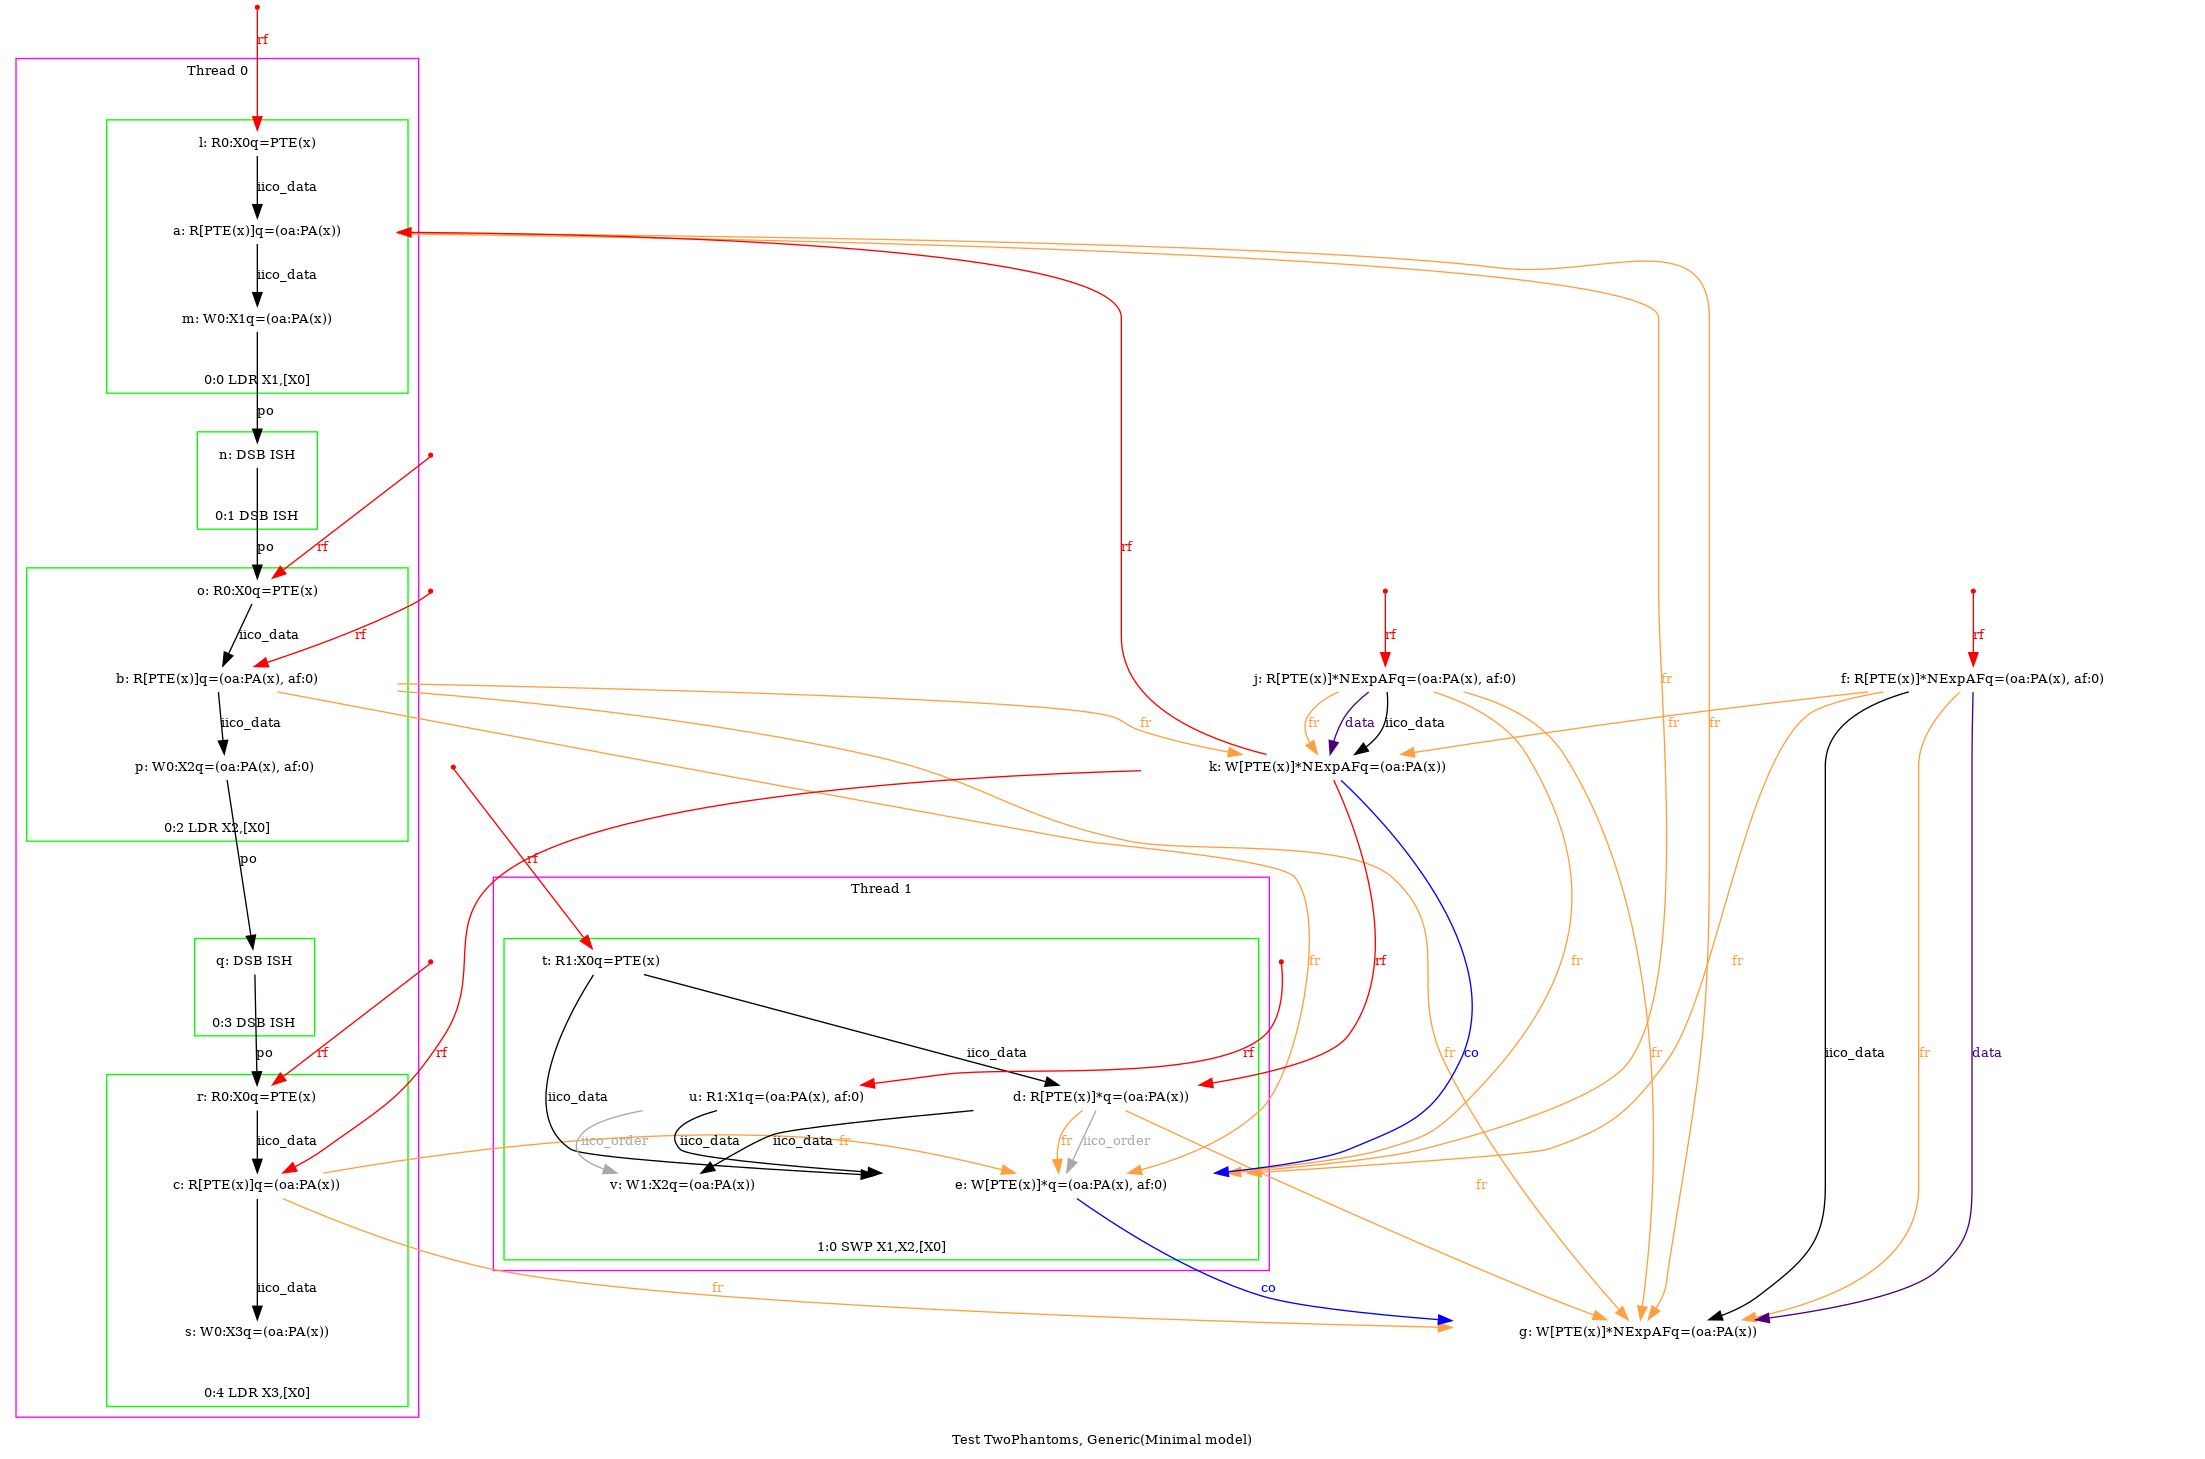 rf
Thread 0
l: R0:X0q=PTE(x)
iico_data
a: R[PTE(x)]q=(oa:PA(x))
iico_data
m: W0:X1q=(oa:PA(x))
0:0 LDR X1,[X0]
po
n: DSB ISH
0:1 DSB ISH
po
rf
rf
o: R0:X0q=PTE(x)
iico_data
rf
rf
rf
b: R[PTE(x)]q=(oa:PA(x), af:0)
j: R[PTE(x)]*NExpAFq=(oa:PA(x), af:0)
fr
f: R[PTE(x)]*NExpAFq=(oa:PA(x), af:0)
iico_data
fr
fr
data
iico_data
fr
fr
p: W0:X2q=(oa:PA(x), af:0)
k: W[PTE(x)]*NExpAFq=(oa:PA(x))
0:2 LDR X2,[X0]
po
rf
Thread 1
q: DSB ISH
t: R1:X0q=PTE(x)
fr
rf
fr
fr
0:3 DSB ISH
po
rf
rf
iico_data
rf
fr
co
fr
iico_data
fr
data
r: R0:X0q=PTE(x)
iico_data
u: R1:X1q=(oa:PA(x), af:0)
d: R[PTE(x)]*q=(oa:PA(x))
iico_data
iico_order
iico_data
iico_data
fr
fr
iico_order
c: R[PTE(x)]q=(oa:PA(x))
v: W1:X2q=(oa:PA(x))
e: W[PTE(x)]*q=(oa:PA(x), af:0)
fr
1:0 SWP X1,X2,[X0]
iico_data
fr
co
s: W0:X3q=(oa:PA(x))
g: W[PTE(x)]*NExpAFq=(oa:PA(x))
0:4 LDR X3,[X0]
Test TwoPhantoms, Generic(Minimal model)